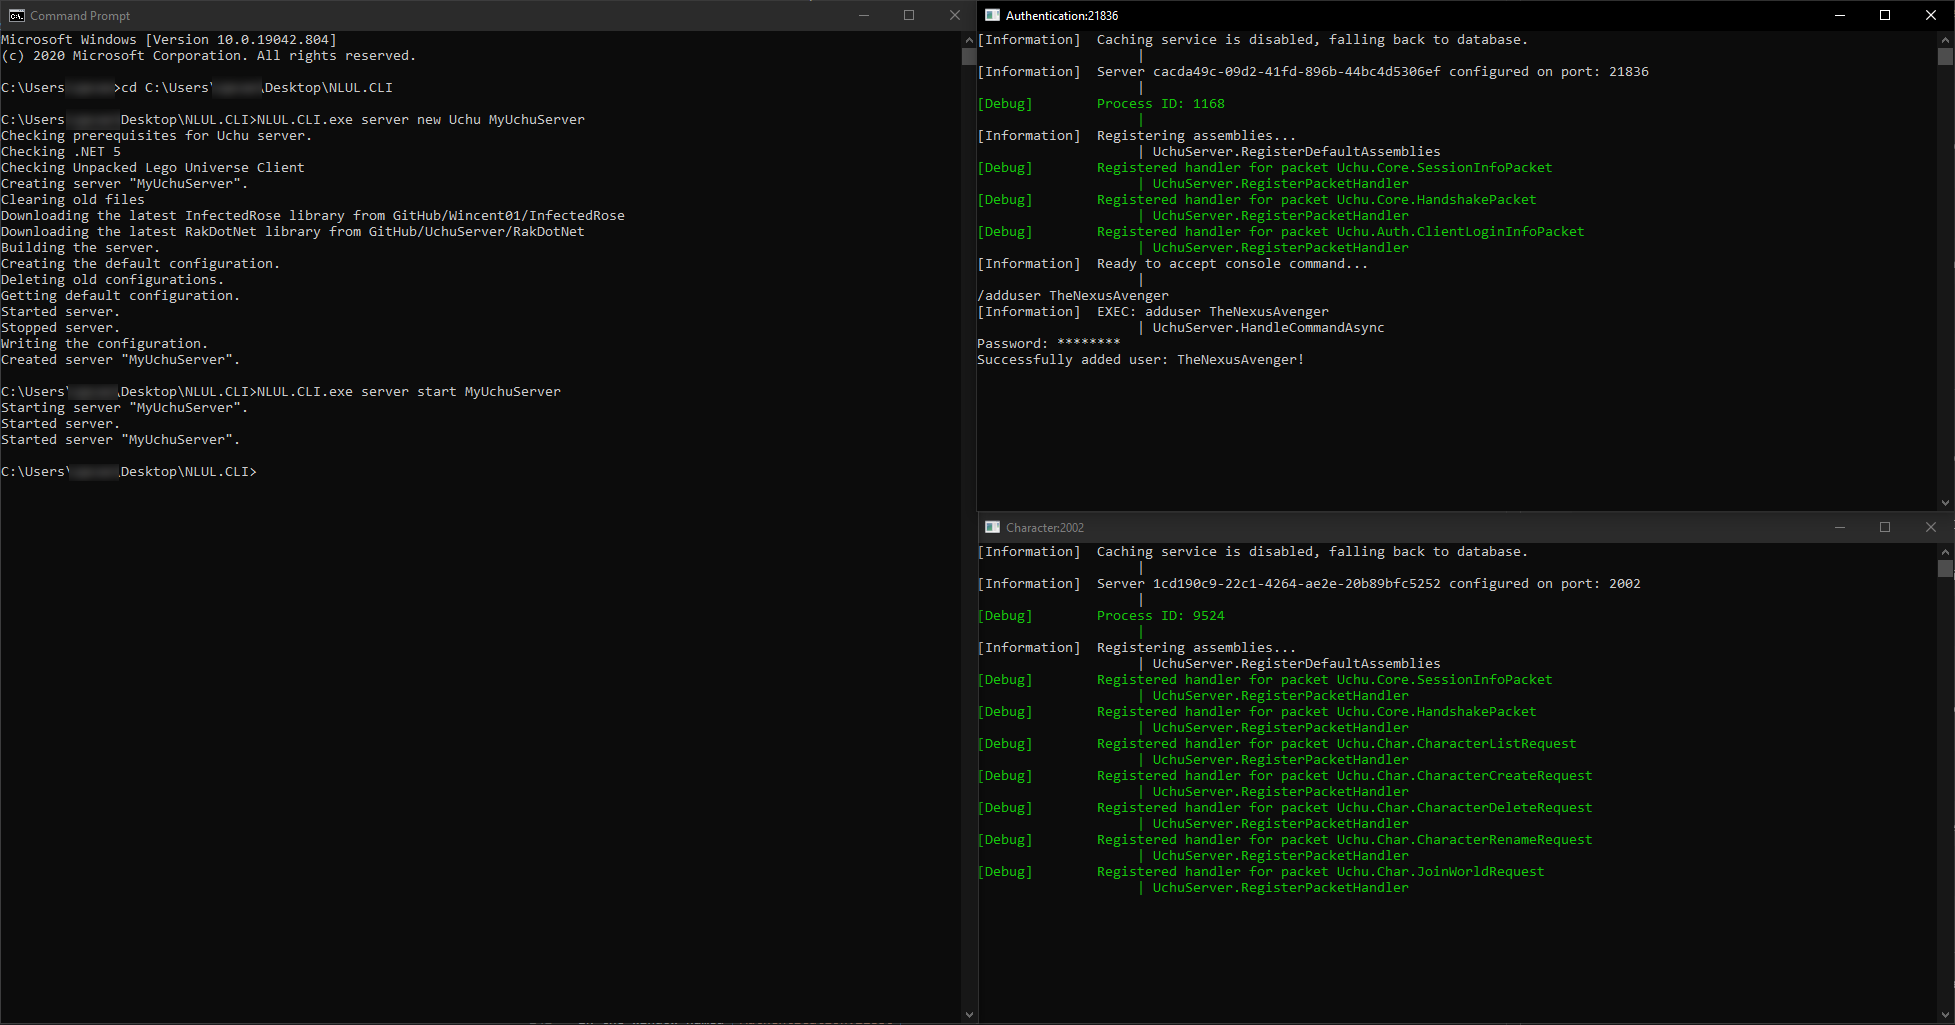 Command Prompt
Microsoft Windows [Version 10.0.19042.804]
(c) 2020 Microsoft Corporation. All rights reserved.
C:\Users >cd C:\Users\ \Desktop\NLUL.CLI
C:\Users Desktop\NLUL.CLI>NLUL.CLI.exe server new Uchu MyUchuServer
Checking prerequisites for Uchu server.
Checking .NET 5
Checking Unpacked Lego Universe Client
Creating server "MyUchuServer".
Clearing old files
Downloading the latest InfectedRose library from GitHub/Wincent01/InfectedRose
Downloading the latest RakDotNet library from GitHub/UchuServer/RakDotNet
Building the server.
Creating the default configuration.
Deleting old configurations.
Getting default configuration.
Started server.
Stopped server.
Writing the configuration.
Created server "MyUchuServer".
C:\Users\ \Desktop\NLUL.CLI>NLUL.CLI.exe server start MyUchuServer
Starting server "MyUchuServer".
Started server.
Started server "MyUchuServer".
C:\Users\ \Desktop\NLUL.CLI>
Authentication:21836
[Information]  Caching service is disabled, falling back to database.
|
[Information]  Server cacda49c-09d2-41fd-896b-44bc4d5306ef configured on port: 21836
|
[Debug]        Process ID: 1168
|
[Information]  Registering assemblies...
| UchuServer.RegisterDefaultAssemblies
[Debug]        Registered handler for packet Uchu.Core.SessionInfoPacket
| UchuServer.RegisterPacketHandler
[Debug]        Registered handler for packet Uchu.Core.HandshakePacket
| UchuServer.RegisterPacketHandler
[Debug]        Registered handler for packet Uchu.Auth.ClientLoginInfoPacket
| UchuServer.RegisterPacketHandler
[Information]  Ready to accept console command...
|
/adduser TheNexusAvenger
[Information]  EXEC: adduser TheNexusAvenger
| UchuServer.HandleCommandAsync
Password: ********
Successfully added user: TheNexusAvenger!
Character:2002
[Information]  Caching service is disabled, falling back to database.
|
[Information]  Server 1cd190c9-22c1-4264-ae2e-20b89bfc5252 configured on port: 2002
|
[Debug]        Process ID: 9524
|
[Information]  Registering assemblies...
| UchuServer.RegisterDefaultAssemblies
[Debug]        Registered handler for packet Uchu.Core.SessionInfoPacket
| UchuServer.RegisterPacketHandler
[Debug]        Registered handler for packet Uchu.Core.HandshakePacket
| UchuServer.RegisterPacketHandler
[Debug]        Registered handler for packet Uchu.Char.CharacterListRequest
| UchuServer.RegisterPacketHandler
[Debug]        Registered handler for packet Uchu.Char.CharacterCreateRequest
| UchuServer.RegisterPacketHandler
[Debug]        Registered handler for packet Uchu.Char.CharacterDeleteRequest
| UchuServer.RegisterPacketHandler
[Debug]        Registered handler for packet Uchu.Char.CharacterRenameRequest
| UchuServer.RegisterPacketHandler
[Debug]        Registered handler for packet Uchu.Char.JoinWorldRequest
| UchuServer.RegisterPacketHandler